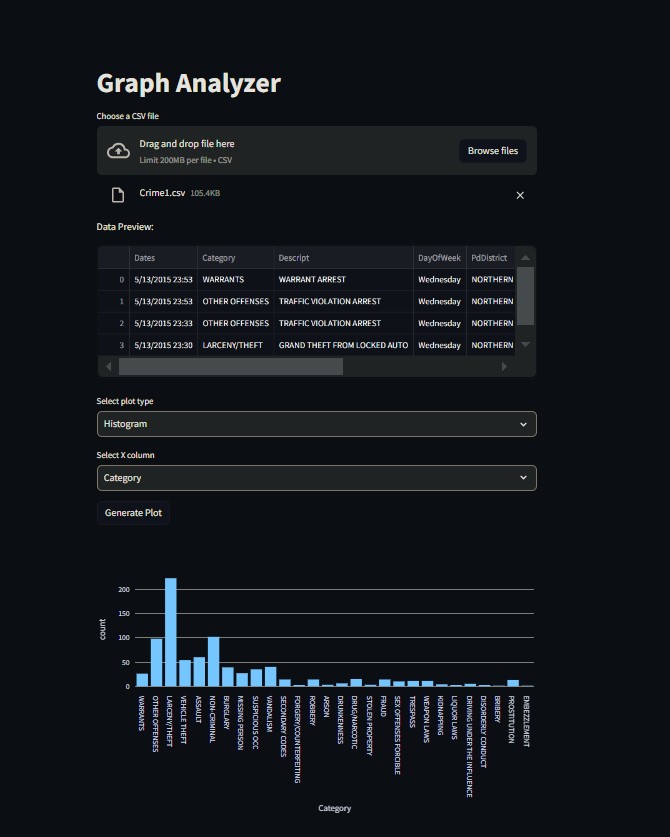 Graph Analyzer
Choose a CSV file
Drag and drop file here
Limit 200MB per file • CSV
Browse files
Crime1.csv 105.4KB
Data Preview:
Dates Category Descript DayOfWeek PdDistrict
0 5/13/2015 23:53 WARRANTS WARRANT ARREST Wednesday NORTHERN
1 5/13/2015 23:53 OTHER OFFENSES TRAFFIC VIOLATION ARREST Wednesday NORTHERN
2 5/13/2015 23:33 OTHER OFFENSES TRAFFIC VIOLATION ARREST Wednesday NORTHERN
3 5/13/2015 23:30 LARCENY/THEFT GRAND THEFT FROM LOCKED AUTO Wednesday NORTHERN
Select plot type
Histogram
Select X column
Category
Generate Plot
200
150
100
50
0
count
WARRANTS
OTHER OFFENSES
LARCENY/THEFT
VEHICLE THEFT
ASSAULT
NON-CRIMINAL
BURGLARY
MISSING PERSON
SUSPICIOUS OCC
VANDALISM
SECONDARY CODES
FORGERY/COUNTERFEITING
ROBBERY
ARSON
DRUNKENNESS
DRUG/NARCOTIC
STOLEN PROPERTY
FRAUD
SEX OFFENSES FORCIBLE
TRESPASS
WEAPON LAWS
KIDNAPPING
LIQUOR LAWS
DRIVING UNDER THE INFLUENCE
DISORDERLY CONDUCT
BRIBERY
PROSTITUTION
EMBEZZLEMENT
Category